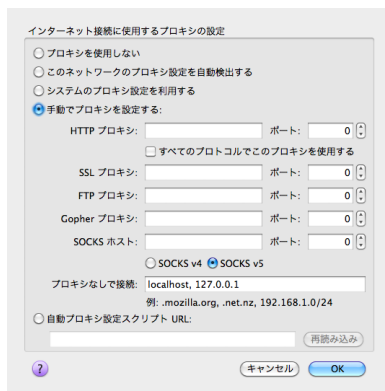 インターネット接続に使用するプロキシの設定
プロキシを使用しない
このネットワークのプロキシ設定を自動検出する
システムのプロキシ設定を利用する
手動でプロキシを設定する:
HTTP プロキシ: ポート: 0
すべてのプロトコルでこのプロキシを使用する
SSL プロキシ: ポート: 0
FTP プロキシ: ポート: 0
Gopher プロキシ: ポート: 0
SOCKS ホスト: ポート: 0
SOCKS v4 SOCKS v5
プロキシなしで接続: localhost, 127.0.0.1
例: .mozilla.org, .net.nz, 192.168.1.0/24
自動プロキシ設定スクリプト URL:
再読み込み
? キャンセル OK